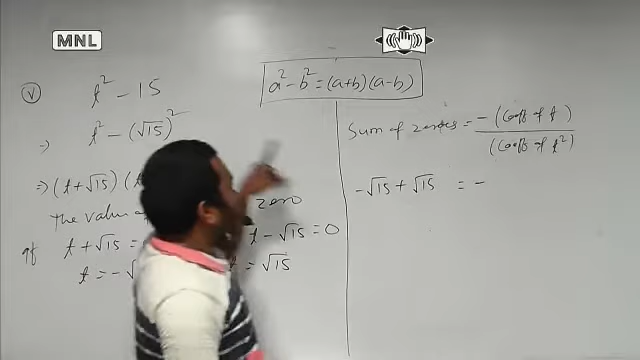 MNL
a² - b² = (a+b)(a-b)
(v) t² - 15
⇒ t² - (√15)²
⇒ (t+√15)(t
The value
zero
If t+√15 =
t-√15 = 0
t = -√
t = √15
Sum of zeroes = -(Coeff of t) / (Coeff of t²)
-√15 + √15 = -